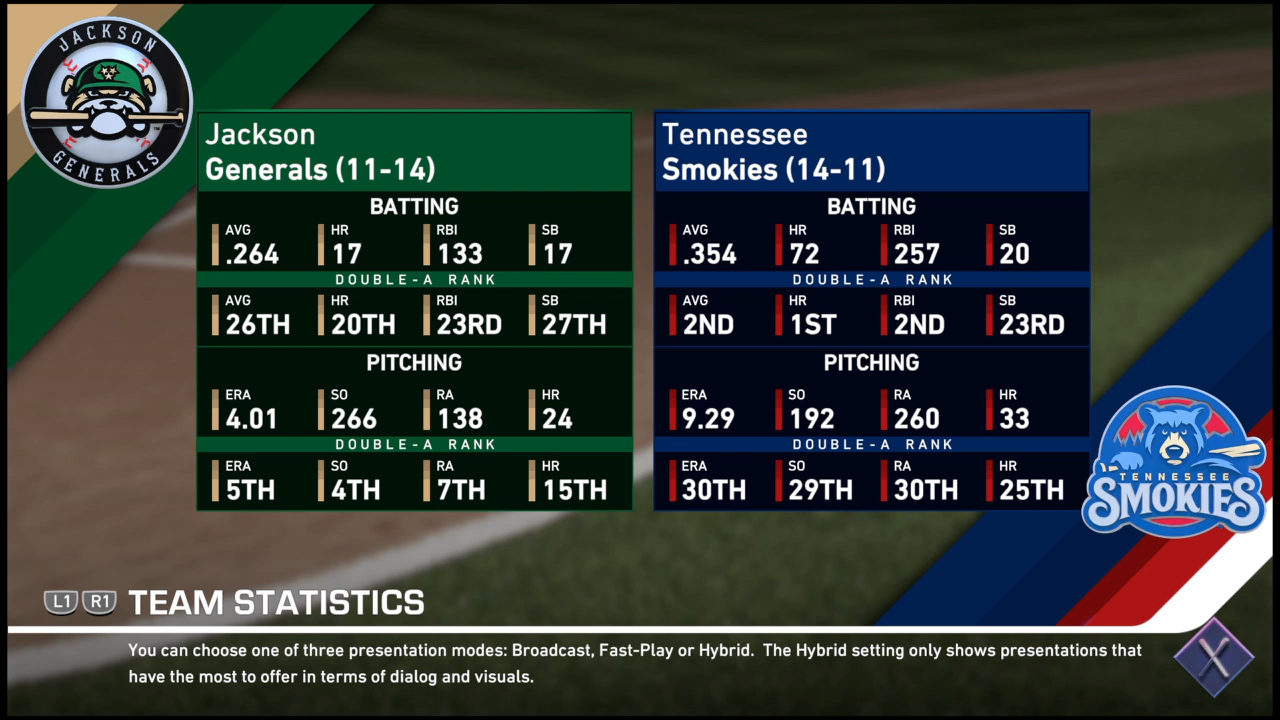 JACKSON
GENERALS
Jackson
Generals (11-14)
BATTING
AVG HR RBI SB
.264 17 133 17
DOUBLE-A RANK
AVG HR RBI SB
26TH 20TH 23RD 27TH
PITCHING
ERA SO RA HR
4.01 266 138 24
DOUBLE-A RANK
ERA SO RA HR
5TH 4TH 7TH 15TH
Tennessee
Smokies (14-11)
BATTING
AVG HR RBI SB
.354 72 257 20
DOUBLE-A RANK
AVG HR RBI SB
2ND 1ST 2ND 23RD
PITCHING
ERA SO RA HR
9.29 192 260 33
DOUBLE-A RANK
ERA SO RA HR
30TH 29TH 30TH 25TH
TENNESSEE
SMOKIES
L1 R1 TEAM STATISTICS
You can choose one of three presentation modes: Broadcast, Fast-Play or Hybrid. The Hybrid setting only shows presentations that
have the most to offer in terms of dialog and visuals.
X